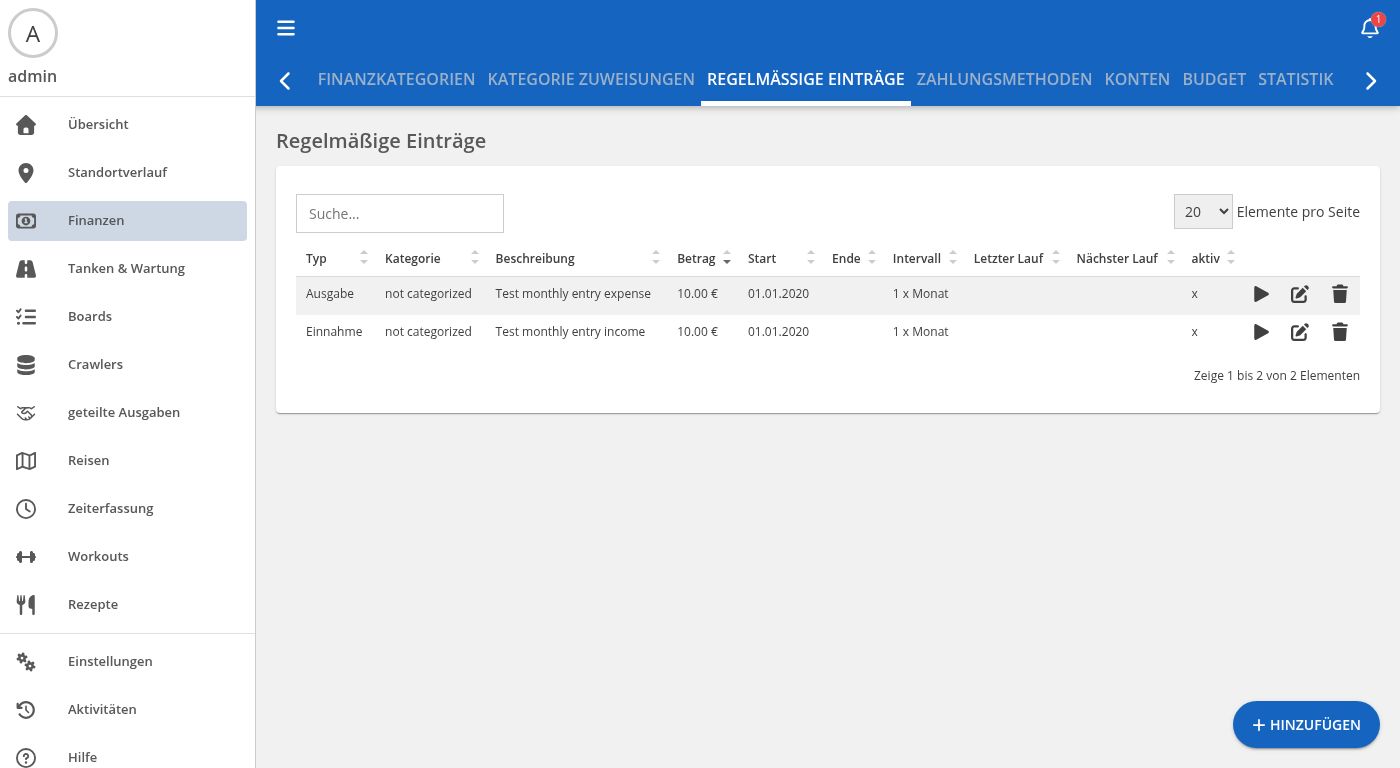 A
admin
Übersicht
Standortverlauf
Finanzen
Tanken & Wartung
Boards
Crawlers
geteilte Ausgaben
Reisen
Zeiterfassung
Workouts
Rezepte
Einstellungen
Aktivitäten
Hilfe
1
FINANZKATEGORIEN KATEGORIE ZUWEISUNGEN REGELMÄSSIGE EINTRÄGE ZAHLUNGSMETHODEN KONTEN BUDGET STATISTIK
Regelmäßige Einträge
Suche...
20 Elemente pro Seite
Typ Kategorie Beschreibung Betrag Start Ende Intervall Letzter Lauf Nächster Lauf aktiv
Ausgabe not categorized Test monthly entry expense 10.00 € 01.01.2020 1 x Monat x
Einnahme not categorized Test monthly entry income 10.00 € 01.01.2020 1 x Monat x
Zeige 1 bis 2 von 2 Elementen
+ HINZUFÜGEN